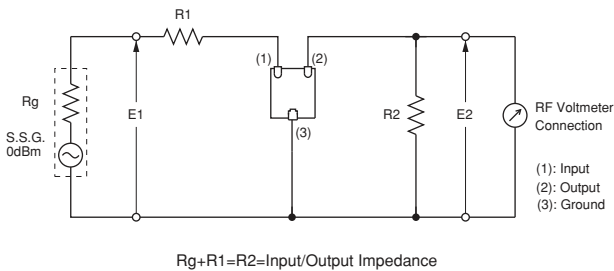 R1
(1)
(2)
Rg
E1
R2
E2
RF Voltmeter
Connection
S.S.G.
0dBm
(3)
(1): Input
(2): Output
(3): Ground
Rg+R1=R2=Input/Output Impedance